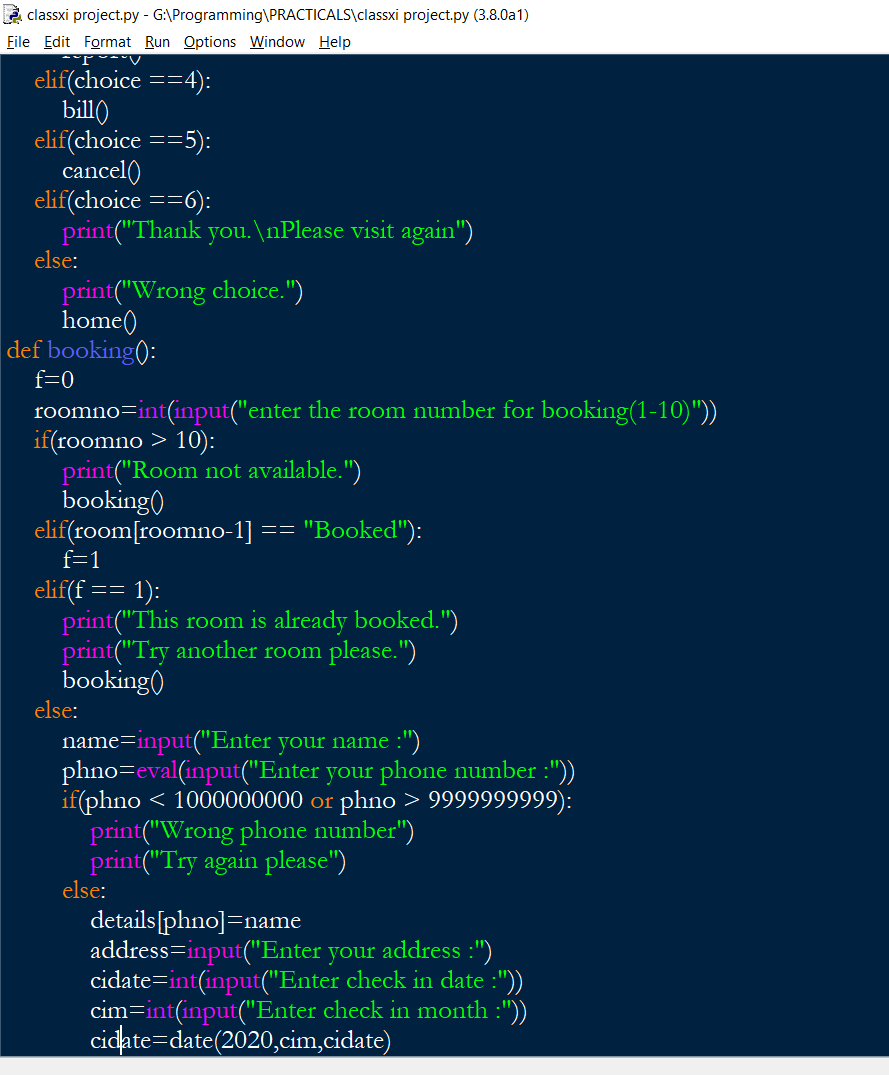 classxi project.py - G:\Programming\PRACTICALS\classxi project.py (3.8.0a1)
File Edit Format Run Options Window Help
report()
    elif(choice ==4):
        bill()
    elif(choice ==5):
        cancel()
    elif(choice ==6):
        print("Thank you.\nPlease visit again")
    else:
        print("Wrong choice.")
        home()
def booking():
    f=0
    roomno=int(input("enter the room number for booking(1-10)"))
    if(roomno > 10):
        print("Room not available.")
        booking()
    elif(room[roomno-1] == "Booked"):
        f=1
    elif(f == 1):
        print("This room is already booked.")
        print("Try another room please.")
        booking()
    else:
        name=input("Enter your name :")
        phno=eval(input("Enter your phone number :"))
        if(phno < 1000000000 or phno > 9999999999):
            print("Wrong phone number")
            print("Try again please")
        else:
            details[phno]=name
            address=input("Enter your address :")
            cidate=int(input("Enter check in date :"))
            cim=int(input("Enter check in month :"))
            cidate=date(2020,cim,cidate)